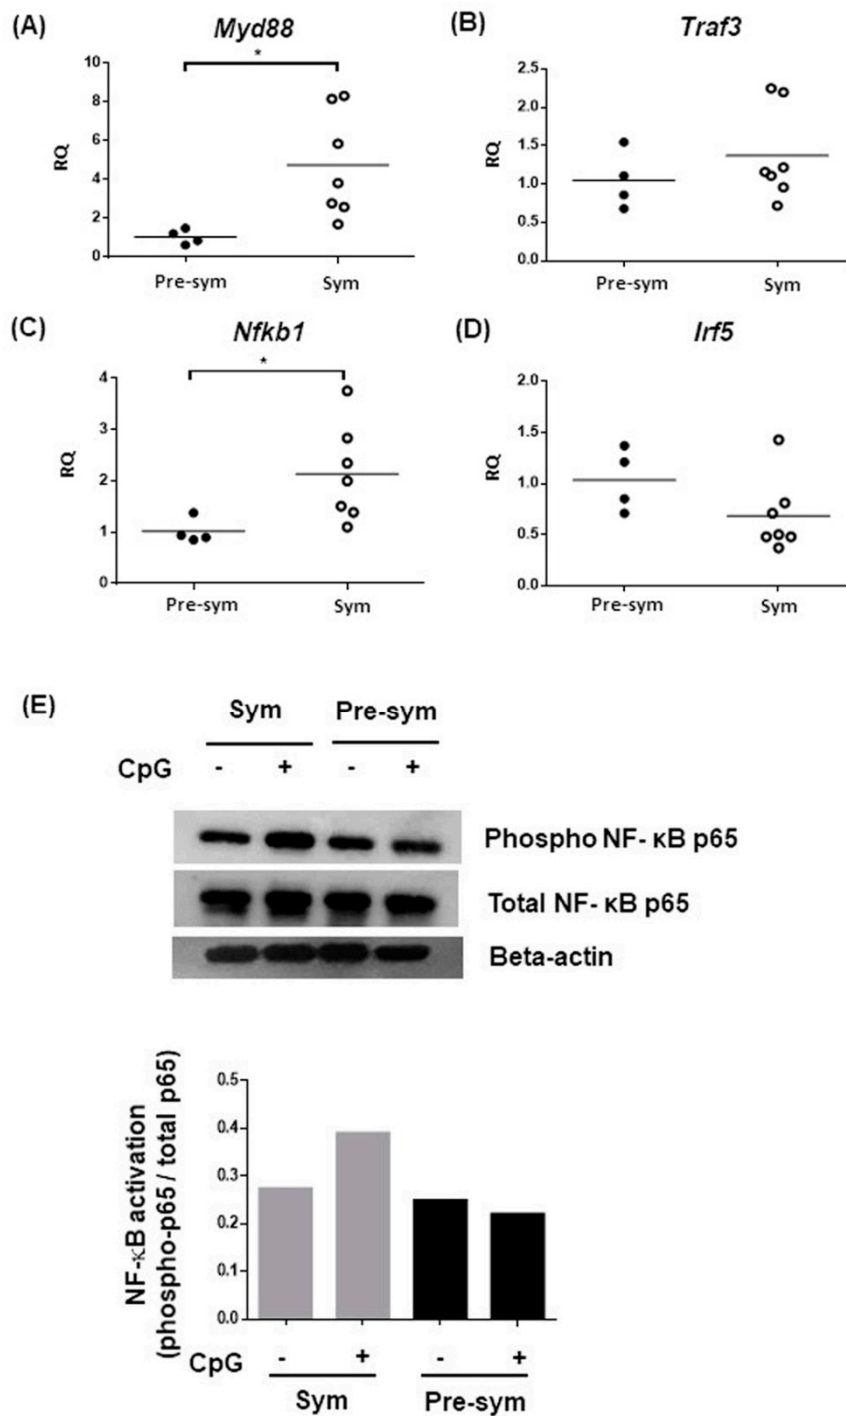 (A)
Myd88
*
10
8
6
4
2
0
RQ
Pre-sym Sym
(B)
Traf3
2.5
2.0
1.5
1.0
0.5
0.0
RQ
Pre-sym Sym
(C)
Nfkb1
*
4
3
2
1
0
RQ
Pre-sym Sym
(D)
Irf5
2.0
1.5
1.0
0.5
0.0
RQ
Pre-sym Sym
(E)
Sym Pre-sym
CpG - + - +
Phospho NF- κB p65
Total NF- κB p65
Beta-actin
NF-κB activation
(phospho-p65 / total p65)
0.5
0.4
0.3
0.2
0.1
0.0
CpG - + - +
Sym Pre-sym